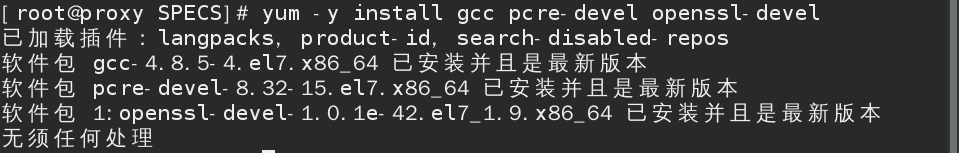 [root@proxy SPECS]# yum -y install gcc pcre-devel openssl-devel
已加载插件：langpacks, product-id, search-disabled-repos
软件包 gcc-4.8.5-4.el7.x86_64 已安装并且是最新版本
软件包 pcre-devel-8.32-15.el7.x86_64 已安装并且是最新版本
软件包 1:openssl-devel-1.0.1e-42.el7_1.9.x86_64 已安装并且是最新版本
无须任何处理